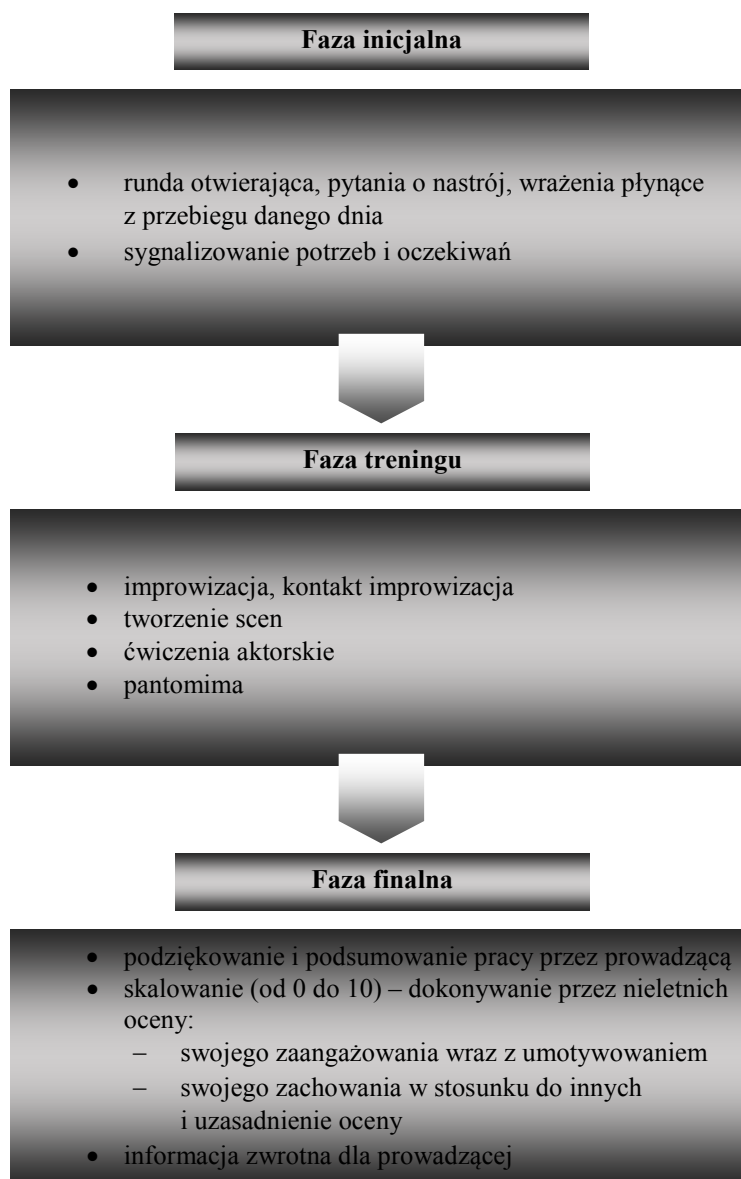 Faza inicjalna
• runda otwierająca, pytania o nastrój, wrażenia płynące
z przebiegu danego dnia
• sygnalizowanie potrzeb i oczekiwań
Faza treningu
• improwizacja, kontakt improwizacja
• tworzenie scen
• ćwiczenia aktorskie
• pantomima
Faza finalna
• podziękowanie i podsumowanie pracy przez prowadzącą
• skalowanie (od 0 do 10) – dokonywanie przez nieletnich
oceny:
– swojego zaangażowania wraz z umotywowaniem
– swojego zachowania w stosunku do innych
i uzasadnienie oceny
• informacja zwrotna dla prowadzącej